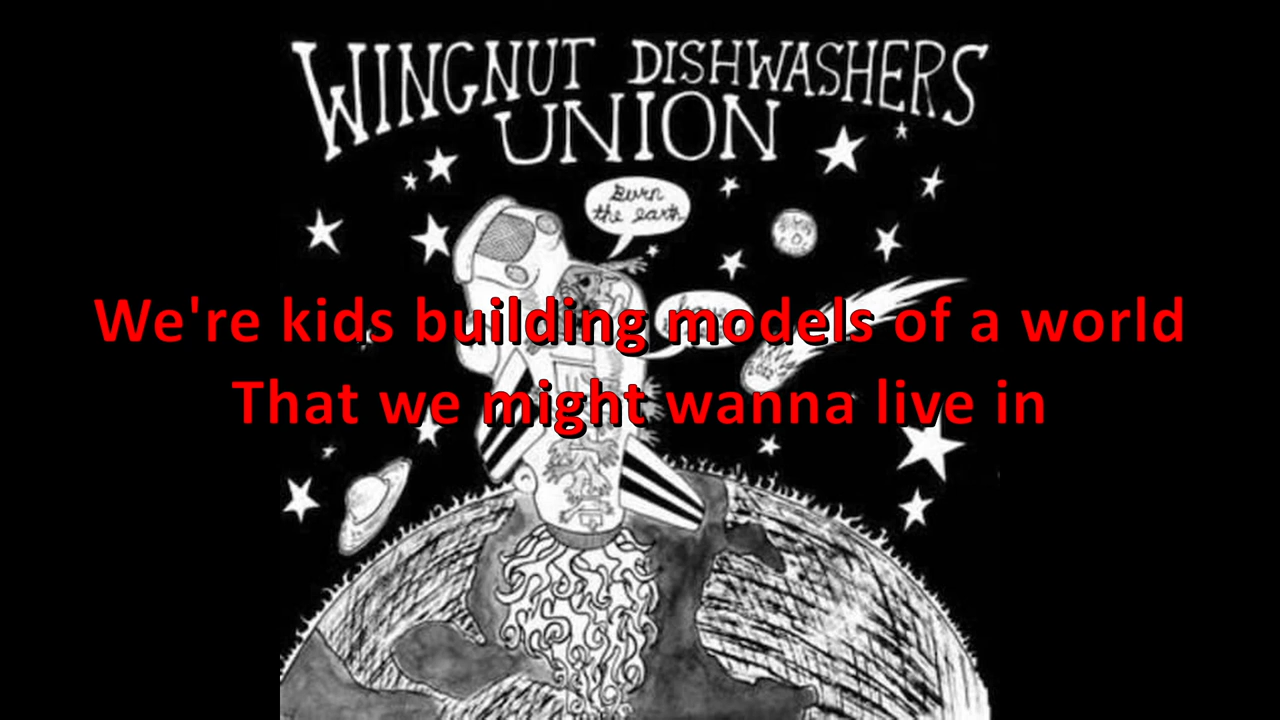 WINGNUT DISHWASHERS
UNION
Burn
the earth
We're kids building models of a world
That we might wanna live in